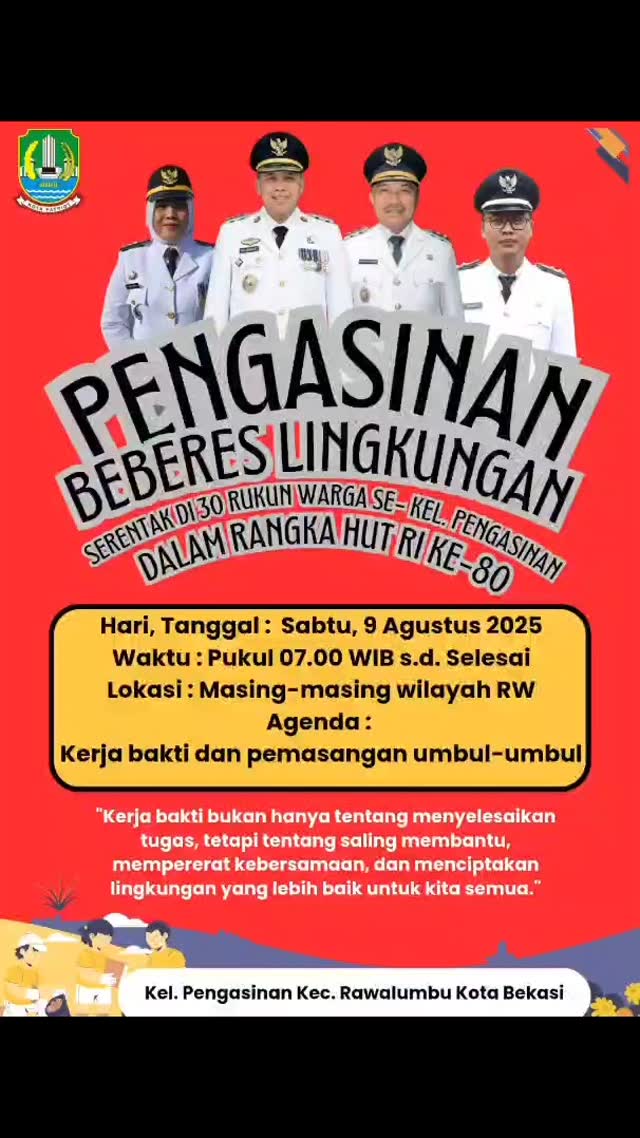 KOTA BEKASI
PENGASINAN
BEBERES LINGKUNGAN
SERENTAK DI 30 RUKUN WARGA SE- KEL. PENGASINAN
DALAM RANGKA HUT RI KE-80
Hari, Tanggal : Sabtu, 9 Agustus 2025
Waktu : Pukul 07.00 WIB s.d. Selesai
Lokasi : Masing-masing wilayah RW
Agenda :
Kerja bakti dan pemasangan umbul-umbul
"Kerja bakti bukan hanya tentang menyelesaikan
tugas, tetapi tentang saling membantu,
mempererat kebersamaan, dan menciptakan
lingkungan yang lebih baik untuk kita semua."
Kel. Pengasinan Kec. Rawalumbu Kota Bekasi